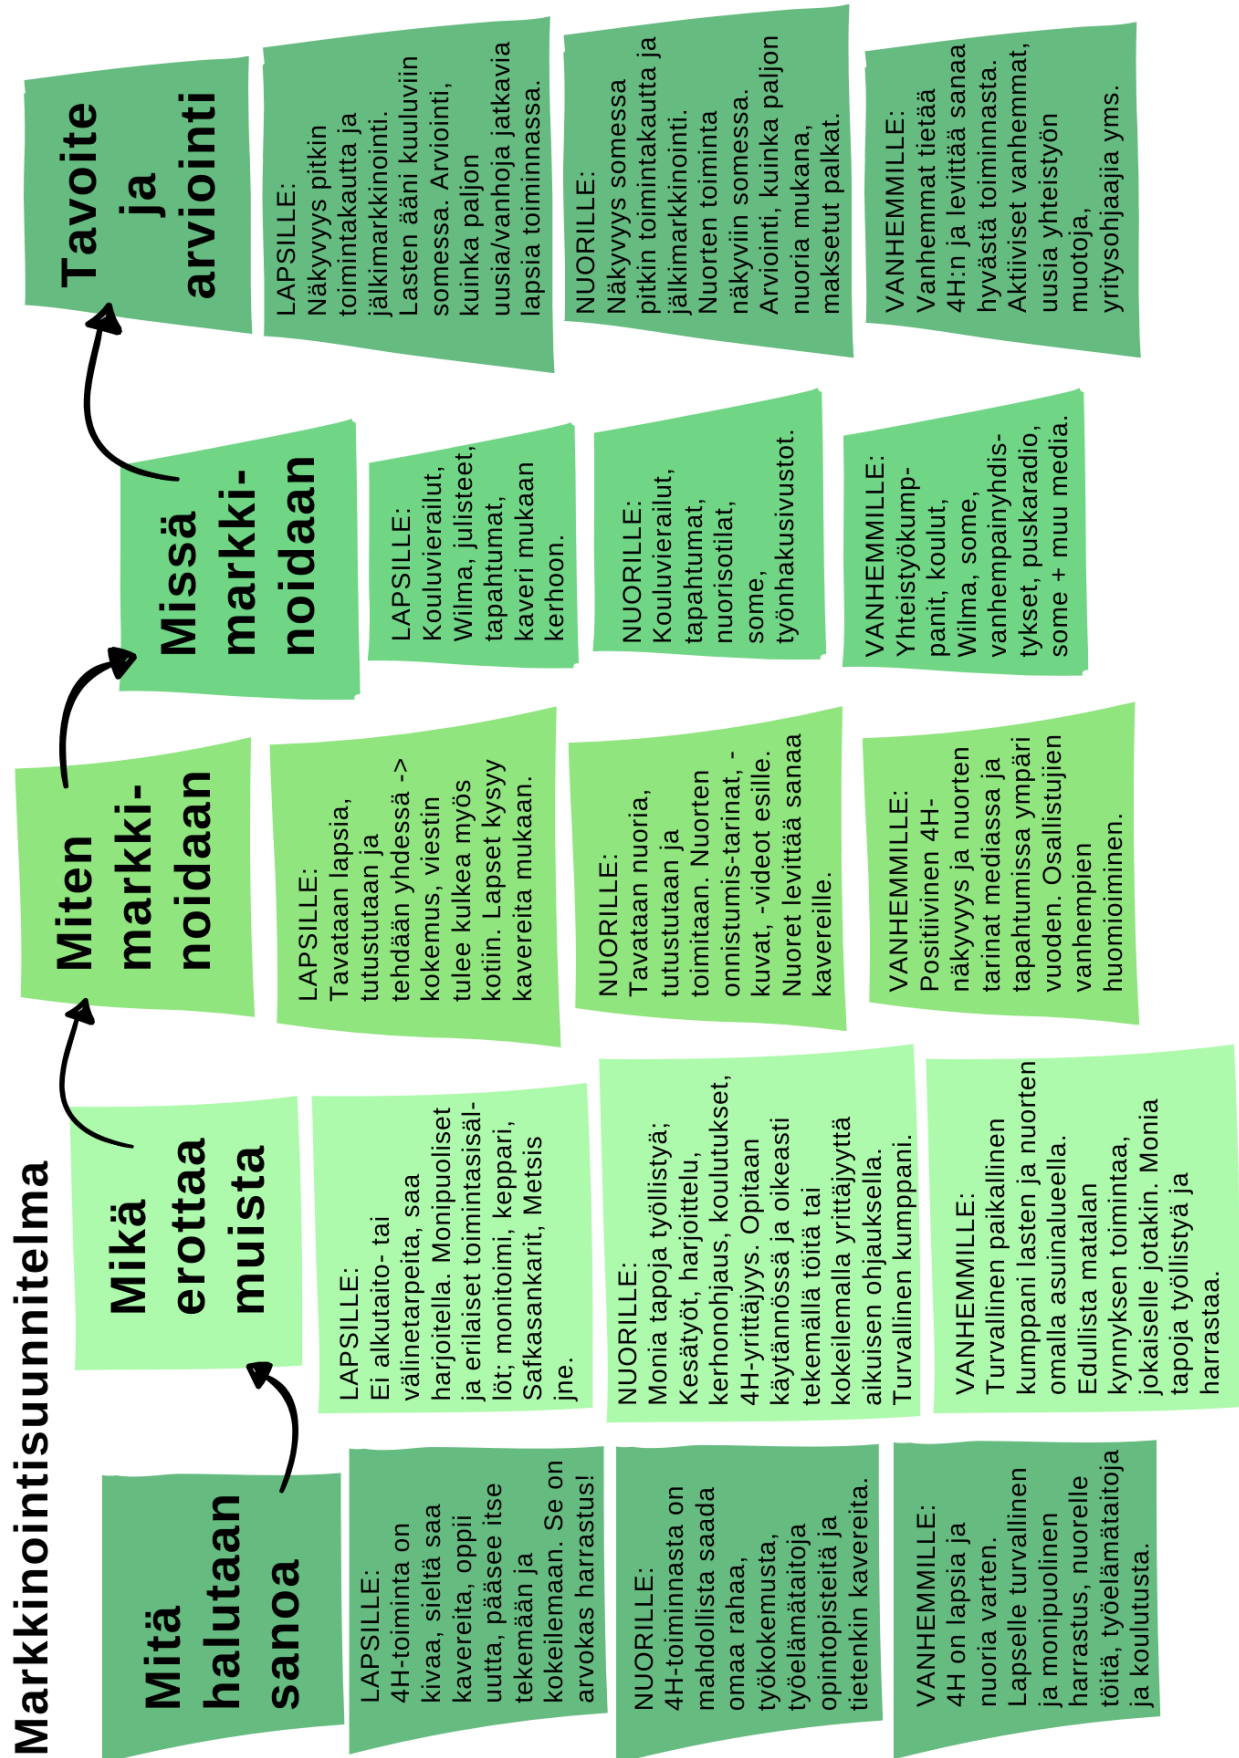 Markkinointisuunnitelma
Mitä
halutaan
sanoa
LAPSILLE:
4H-toiminta on
kivaa, sieltä saa
kavereita, oppii
uutta, pääsee itse
tekemään ja
kokeilemaan. Se on
arvokas harrastus!
NUORILLE:
4H-toiminnasta on
mahdollista saada
omaa rahaa,
työkokemusta,
työelämätaitoja
opintopisteitä ja
tietenkin kavereita.
VANHEMMILLE:
4H on lapsia ja
nuoria varten.
Lapselle turvallinen
ja monipuolinen
harrastus, nuorelle
töitä, työelämätaitoja
ja koulutusta.
Mikä
erottaa
muista
LAPSILLE:
Ei alkutaito- tai
välinetarpeita, saa
harjoitella. Monipuoliset
ja erilaiset toimintasisäl-
löt; monitoimi, keppari,
Safkasankarit, Metsis
jne.
NUORILLE:
Monia tapoja työllistyä;
Kesätyöt, harjoittelu,
kerhonohjaus, koulutukset,
4H-yrittäjyys. Opitaan
käytännössä ja oikeasti
tekemällä töitä tai
kokeilemalla yrittäjyyttä
aikuisen ohjauksella.
Turvallinen kumppani.
VANHEMMILLE:
Turvallinen paikallinen
kumppani lasten ja nuorten
omalla asuinalueella.
Edullista matalan
kynnyksen toimintaa,
jokaiselle jotakin. Monia
tapoja työllistyä ja
harrastaa.
Miten
markki-
noidaan
LAPSILLE:
Tavataan lapsia,
tutustutaan ja
tehdään yhdessä ->
kokemus, viestin
tulee kulkea myös
kotiin. Lapset kysyy
kavereita mukaan.
NUORILLE:
Tavataan nuoria,
tutustutaan ja
toimitaan. Nuorten
onnistumis-tarinat, -
kuvat, -videot esille.
Nuoret levittää sanaa
kavereille.
VANHEMMILLE:
Positiivinen 4H-
näkyvyys ja nuorten
tarinat mediassa ja
tapahtumissa ympäri
vuoden. Osallistujien
vanhempien
huomioiminen.
Missä
markki-
noidaan
LAPSILLE:
Kouluvierailut,
Wilma, julisteet,
tapahtumat,
kaveri mukaan
kerhoon.
NUORILLE:
Kouluvierailut,
tapahtumat,
nuorisotilat,
some,
työnhakusivustot.
VANHEMMILLE:
Yhteistyökump-
panit, koulut,
Wilma, some,
vanhempainyhdis-
tykset, puskaradio,
some + muu media.
Tavoite
ja
arviointi
LAPSILLE:
Näkyvyys pitkin
toimintakautta ja
jälkimarkkinointi.
Lasten ääni kuuluviin
somessa. Arviointi,
kuinka paljon
uusia/vanhoja jatkavia
lapsia toiminnassa.
NUORILLE:
Näkyvyys somessa
pitkin toimintakautta ja
jälkimarkkinointi.
Nuorten toiminta
näkyviin somessa.
Arviointi, kuinka paljon
nuoria mukana,
maksetut palkat.
VANHEMMILLE:
Vanhemmat tietää
4H:n ja levittää sanaa
hyvästä toiminnasta.
Aktiiviset vanhemmat,
uusia yhteistyön
muotoja,
yritysohjaajia yms.